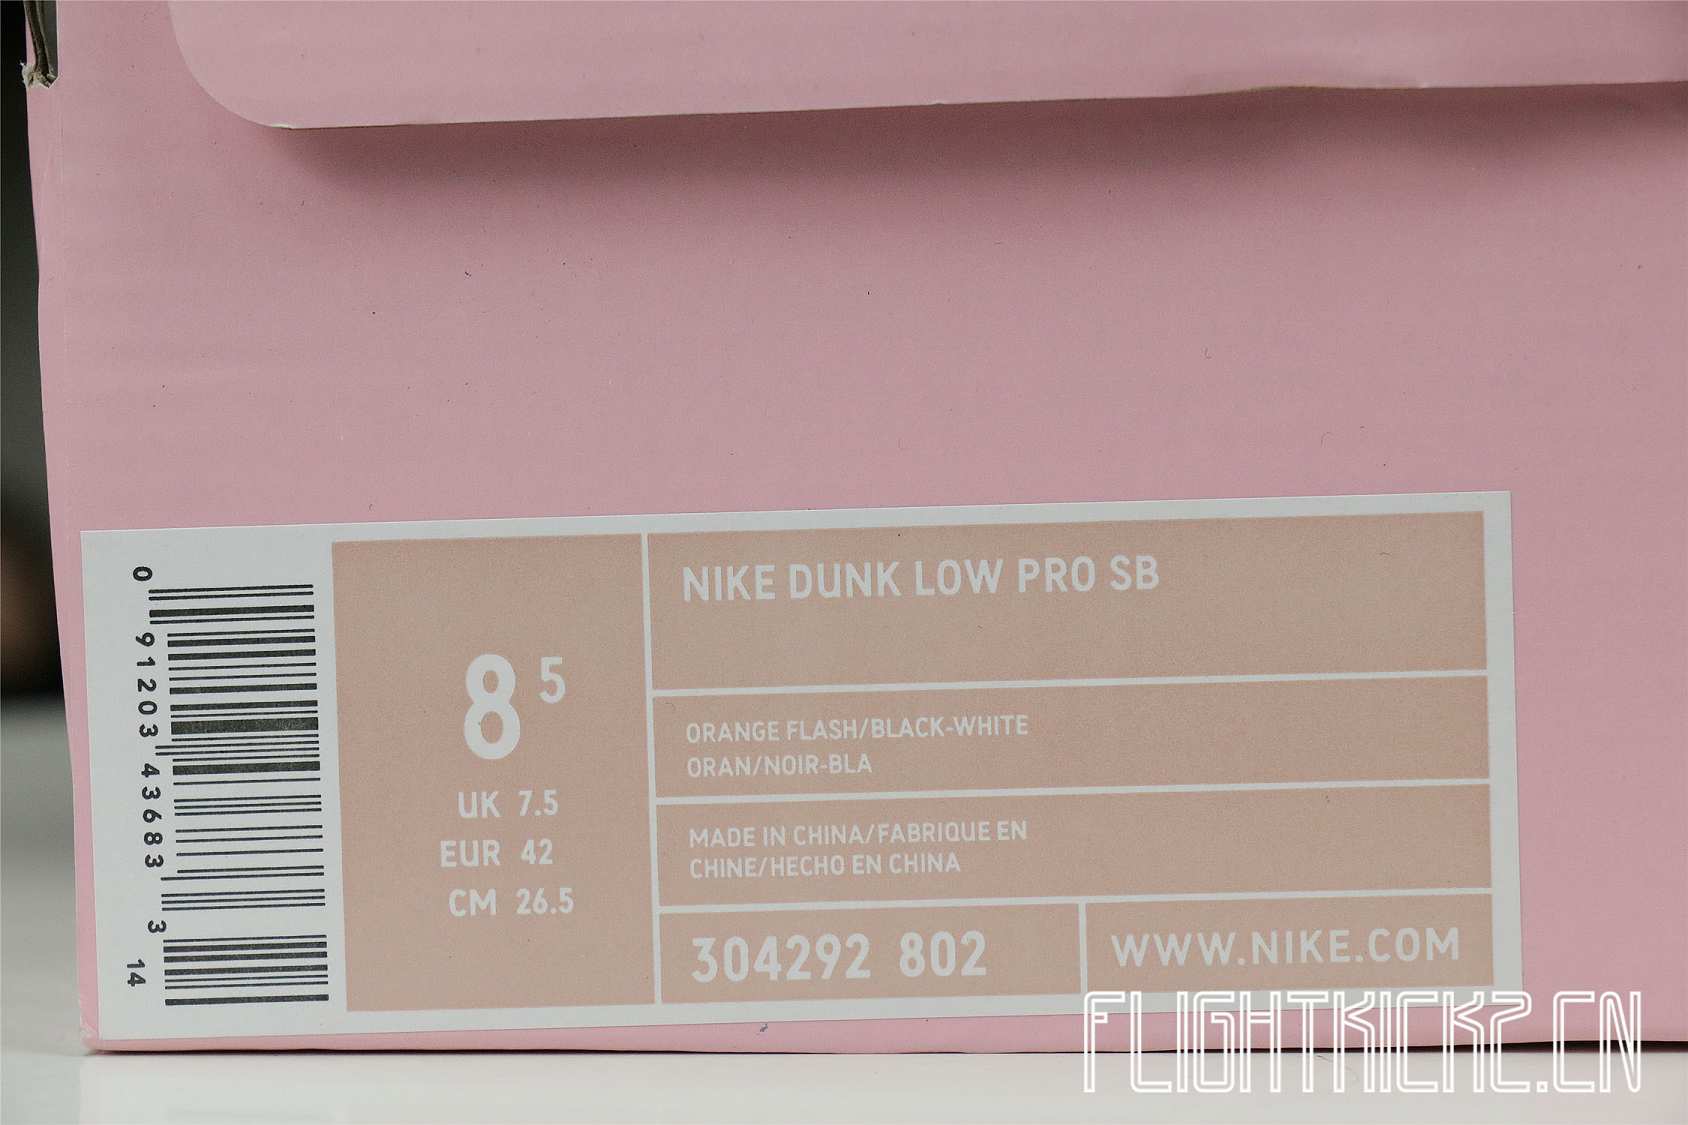 0 91203 43683 3
14
8 5
UK 7.5
EUR 42
CM 26.5
NIKE DUNK LOW PRO SB
ORANGE FLASH/BLACK-WHITE
ORAN/NOIR-BLA
MADE IN CHINA/FABRIQUE EN
CHINE/HECHO EN CHINA
304292 802
WWW.NIKE.COM
FLIGHTKICKZ.CN